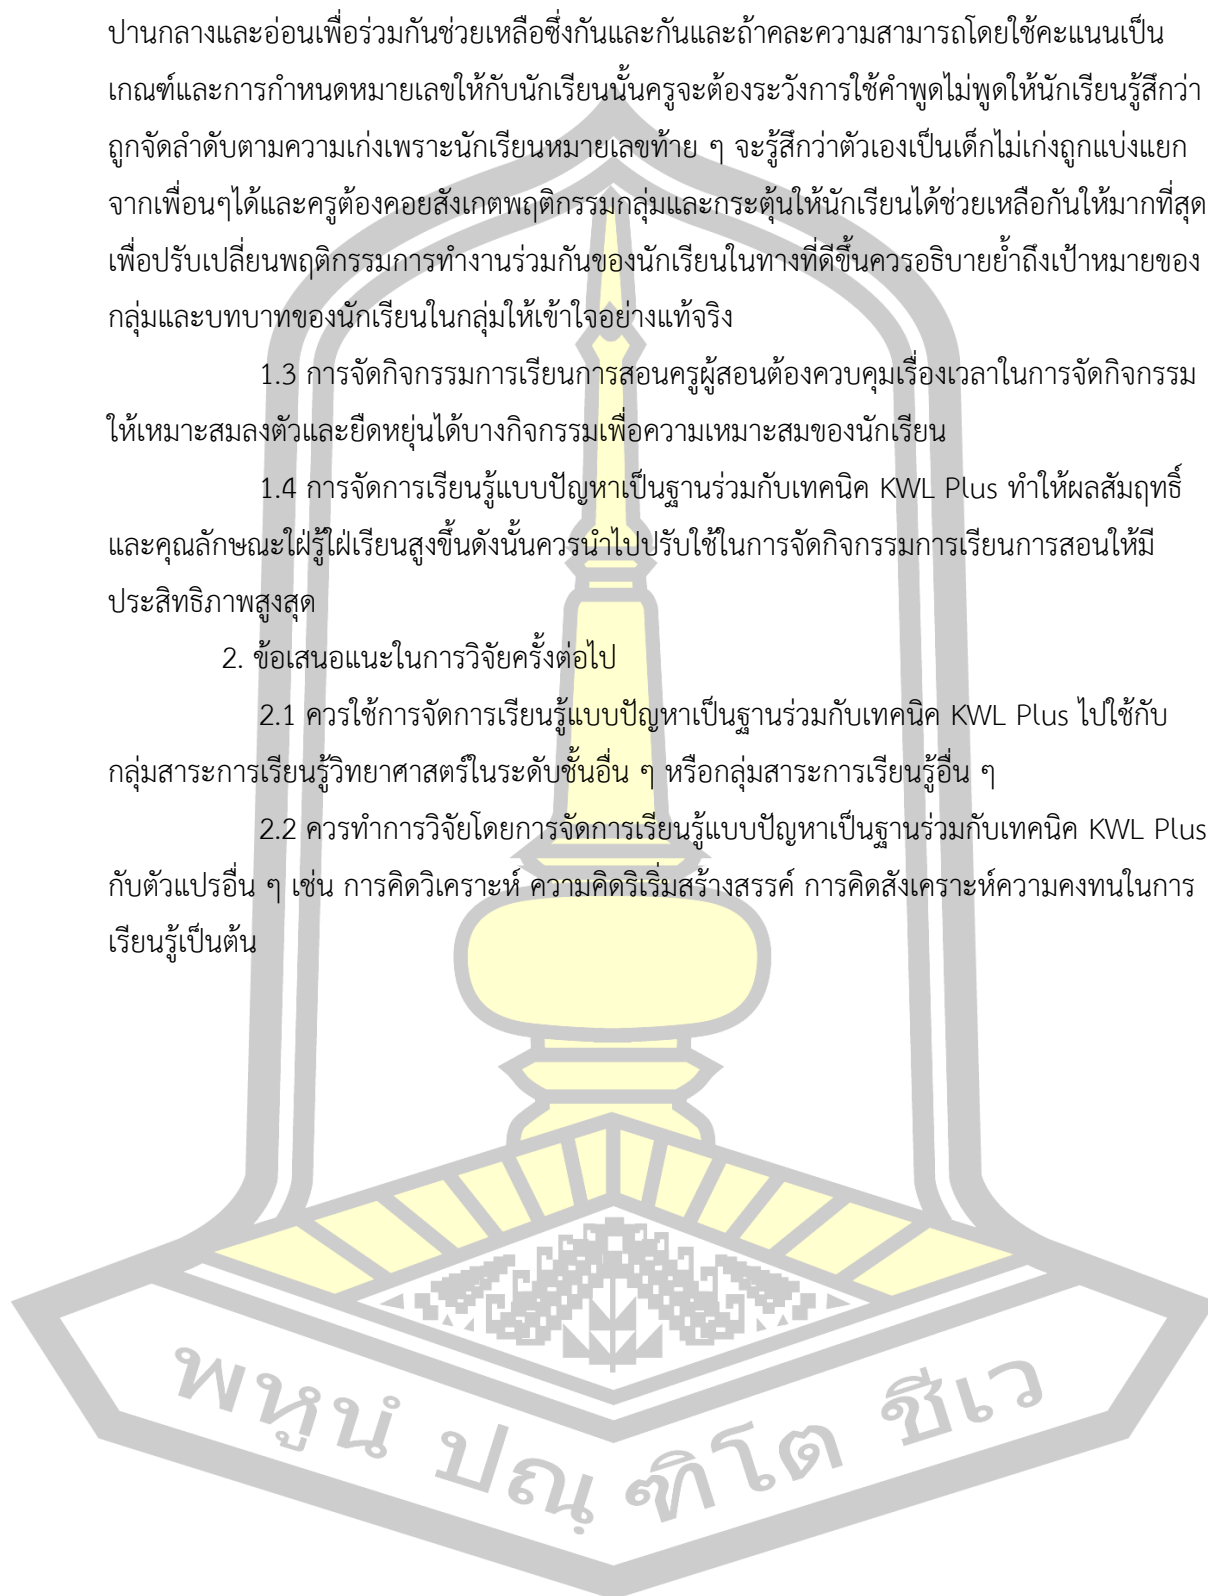 ปานกลางและอ่อนเพื่อร่วมกันช่วยเหลือซึ่งกันและกันและถ้าคละความสามารถโดยใช้คะแนนเป็น
เกณฑ์และการกำหนดหมายเลขให้กับนักเรียนนั้นครูจะต้องระวังการใช้คำพูดไม่พูดให้นักเรียนรู้สึกว่า
ถูกจัดลำดับตามความเก่งเพราะนักเรียนหมายเลขท้าย ๆ จะรู้สึกว่าตัวเองเป็นเด็กไม่เก่งถูกแบ่งแยก
จากเพื่อนๆได้และครูต้องคอยสังเกตพฤติกรรมกลุ่มและกระตุ้นให้นักเรียนได้ช่วยเหลือกันให้มากที่สุด
เพื่อปรับเปลี่ยนพฤติกรรมการทำงานร่วมกันของนักเรียนในทางที่ดีขึ้นควรอธิบายย้ำถึงเป้าหมายของ
กลุ่มและบทบาทของนักเรียนในกลุ่มให้เข้าใจอย่างแท้จริง
1.3 การจัดกิจกรรมการเรียนการสอนครูผู้สอนต้องควบคุมเรื่องเวลาในการจัดกิจกรรม
ให้เหมาะสมลงตัวและยืดหยุ่นได้บางกิจกรรมเพื่อความเหมาะสมของนักเรียน
1.4 การจัดการเรียนรู้แบบปัญหาเป็นฐานร่วมกับเทคนิค KWL Plus ทำให้ผลสัมฤทธิ์
และคุณลักษณะใฝ่รู้ใฝ่เรียนสูงขึ้นดังนั้นควรนำไปปรับใช้ในการจัดกิจกรรมการเรียนการสอนให้มี
ประสิทธิภาพสูงสุด
2. ข้อเสนอแนะในการวิจัยครั้งต่อไป
2.1 ควรใช้การจัดการเรียนรู้แบบปัญหาเป็นฐานร่วมกับเทคนิค KWL Plus ไปใช้กับ
กลุ่มสาระการเรียนรู้วิทยาศาสตร์ในระดับชั้นอื่น ๆ หรือกลุ่มสาระการเรียนรู้อื่น ๆ
2.2 ควรทำการวิจัยโดยการจัดการเรียนรู้แบบปัญหาเป็นฐานร่วมกับเทคนิค KWL Plus
กับตัวแปรอื่น ๆ เช่น การคิดวิเคราะห์ ความคิดริเริ่มสร้างสรรค์ การคิดสังเคราะห์ความคงทนในการ
เรียนรู้เป็นต้น
พหูนํ ปณฺ ฑิโต ชีเว